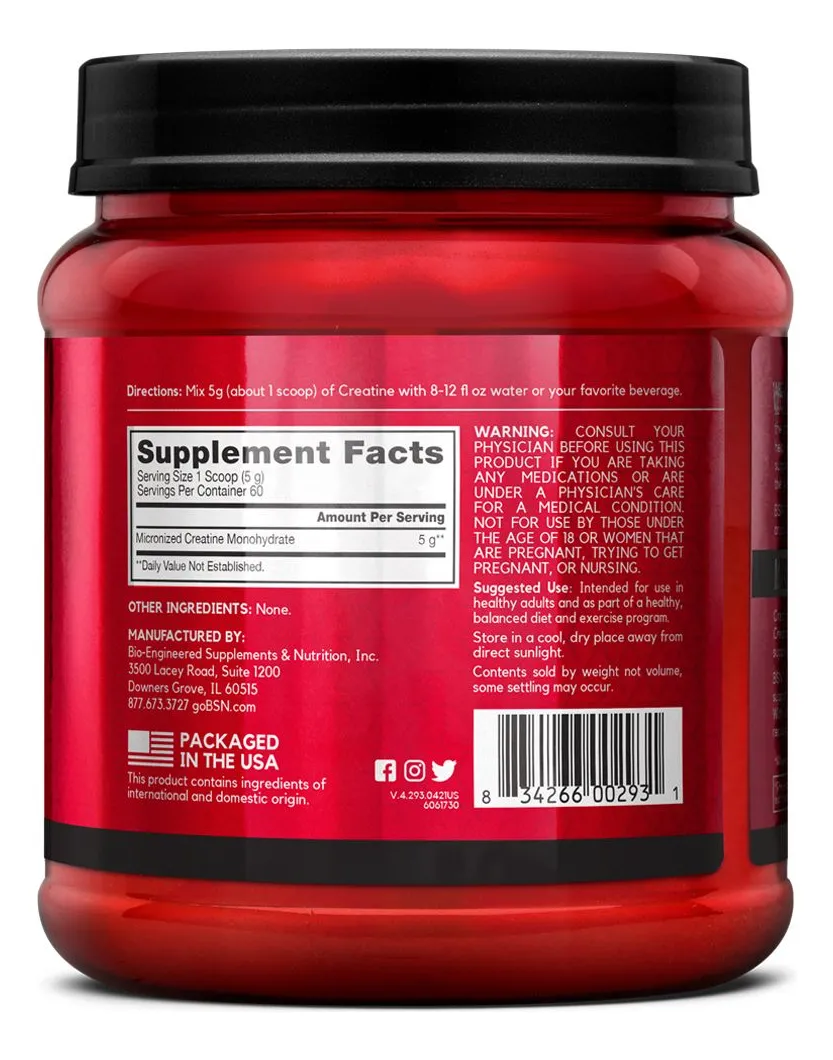 Directions: Mix 5g (about 1 scoop) of Creatine with 8-12 fl oz water or your favorite beverage.
Supplement Facts
Serving Size 1 Scoop (5 g)
Servings Per Container 60
Amount Per Serving
Micronized Creatine Monohydrate 5 g**
**Daily Value Not Established.
OTHER INGREDIENTS: None.
MANUFACTURED BY:
Bio-Engineered Supplements & Nutrition, Inc.
3500 Lacey Road, Suite 1200
Downers Grove, IL 60515
877.673.3727 goBSN.com
PACKAGED
IN THE USA
This product contains ingredients of
international and domestic origin.
WARNING: CONSULT YOUR
PHYSICIAN BEFORE USING THIS
PRODUCT IF YOU ARE TAKING
ANY MEDICATIONS OR ARE
UNDER A PHYSICIAN'S CARE
FOR A MEDICAL CONDITION.
NOT FOR USE BY THOSE UNDER
THE AGE OF 18 OR WOMEN THAT
ARE PREGNANT, TRYING TO GET
PREGNANT, OR NURSING.
Suggested Use: Intended for use in
healthy adults and as part of a healthy,
balanced diet and exercise program.
Store in a cool, dry place away from
direct sunlight.
Contents sold by weight not volume,
some settling may occur.
V.4.293.0421US
6061730
8 34266 00293 1